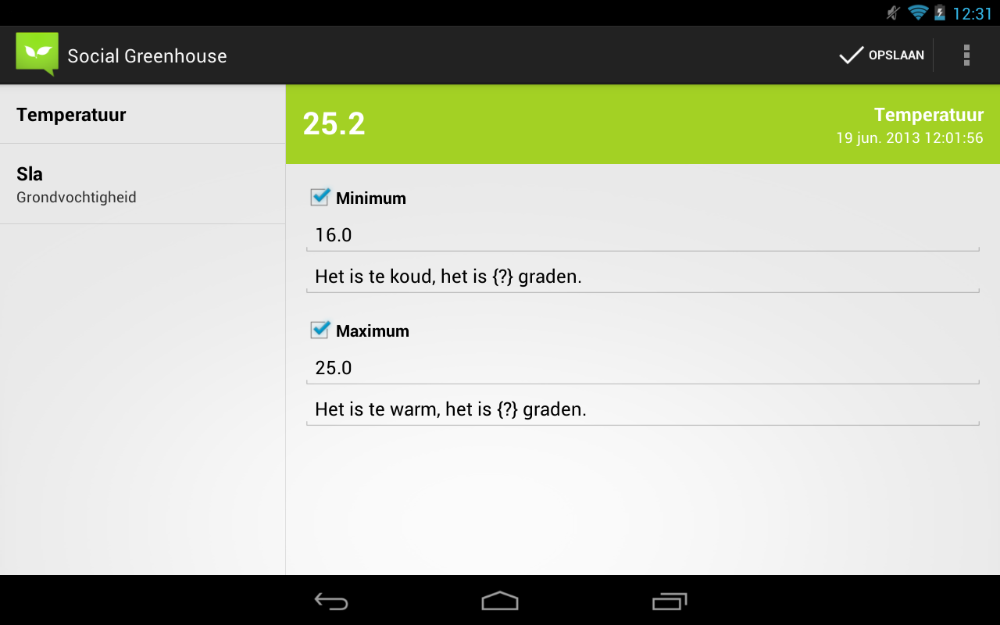 12:31
Social Greenhouse
OPSLAAN
Temperatuur
Sla
Grondvochtigheid
25.2
Temperatuur
19 jun. 2013 12:01:56
Minimum
16.0
Het is te koud, het is {?} graden.
Maximum
25.0
Het is te warm, het is {?} graden.